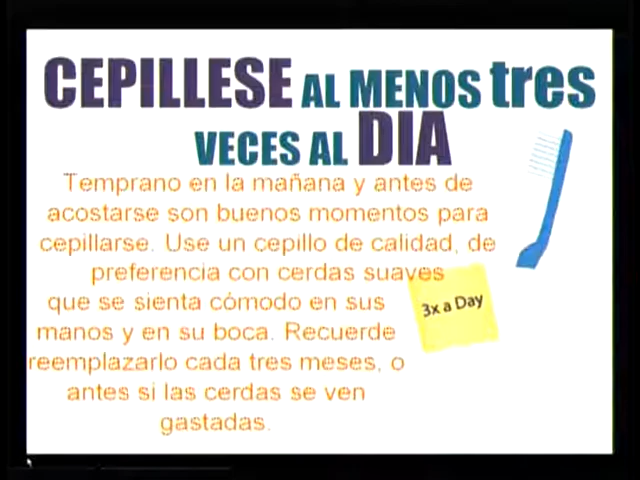 CEPILLESE AL MENOS tres
VECES AL DIA
Temprano en la mañana y antes de
acostarse son buenos momentos para
cepillarse. Use un cepillo de calidad, de
preferencia con cerdas suaves
que se sienta cómodo en sus
3x a Day
manos y en su boca. Recuerde
reemplazarlo cada tres meses, o
antes si las cerdas se ven
gastadas.